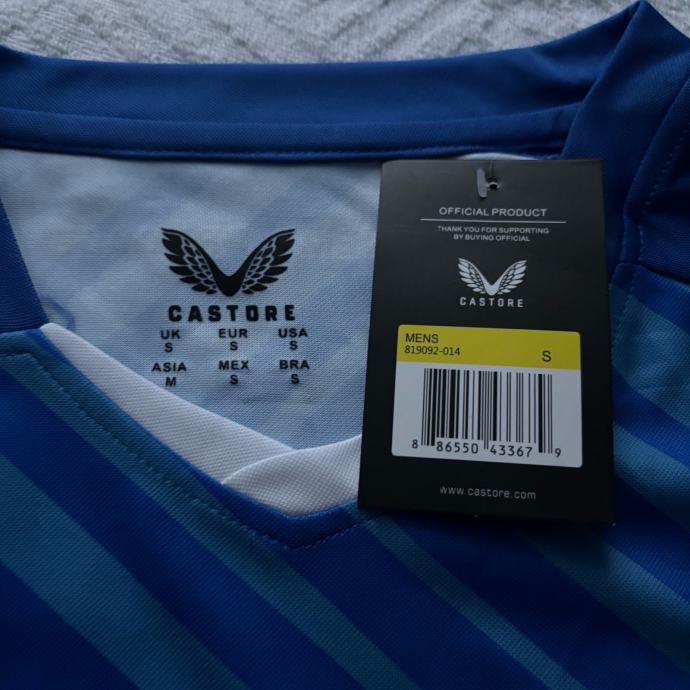 CASTORE
UK EUR USA
S S S
ASIA MEX BRA
M S S
OFFICIAL PRODUCT
THANK YOU FOR SUPPORTING
BY BUYING OFFICIAL
CASTORE
MENS
819092-014 S
8 86550 43367 9
www.castore.com